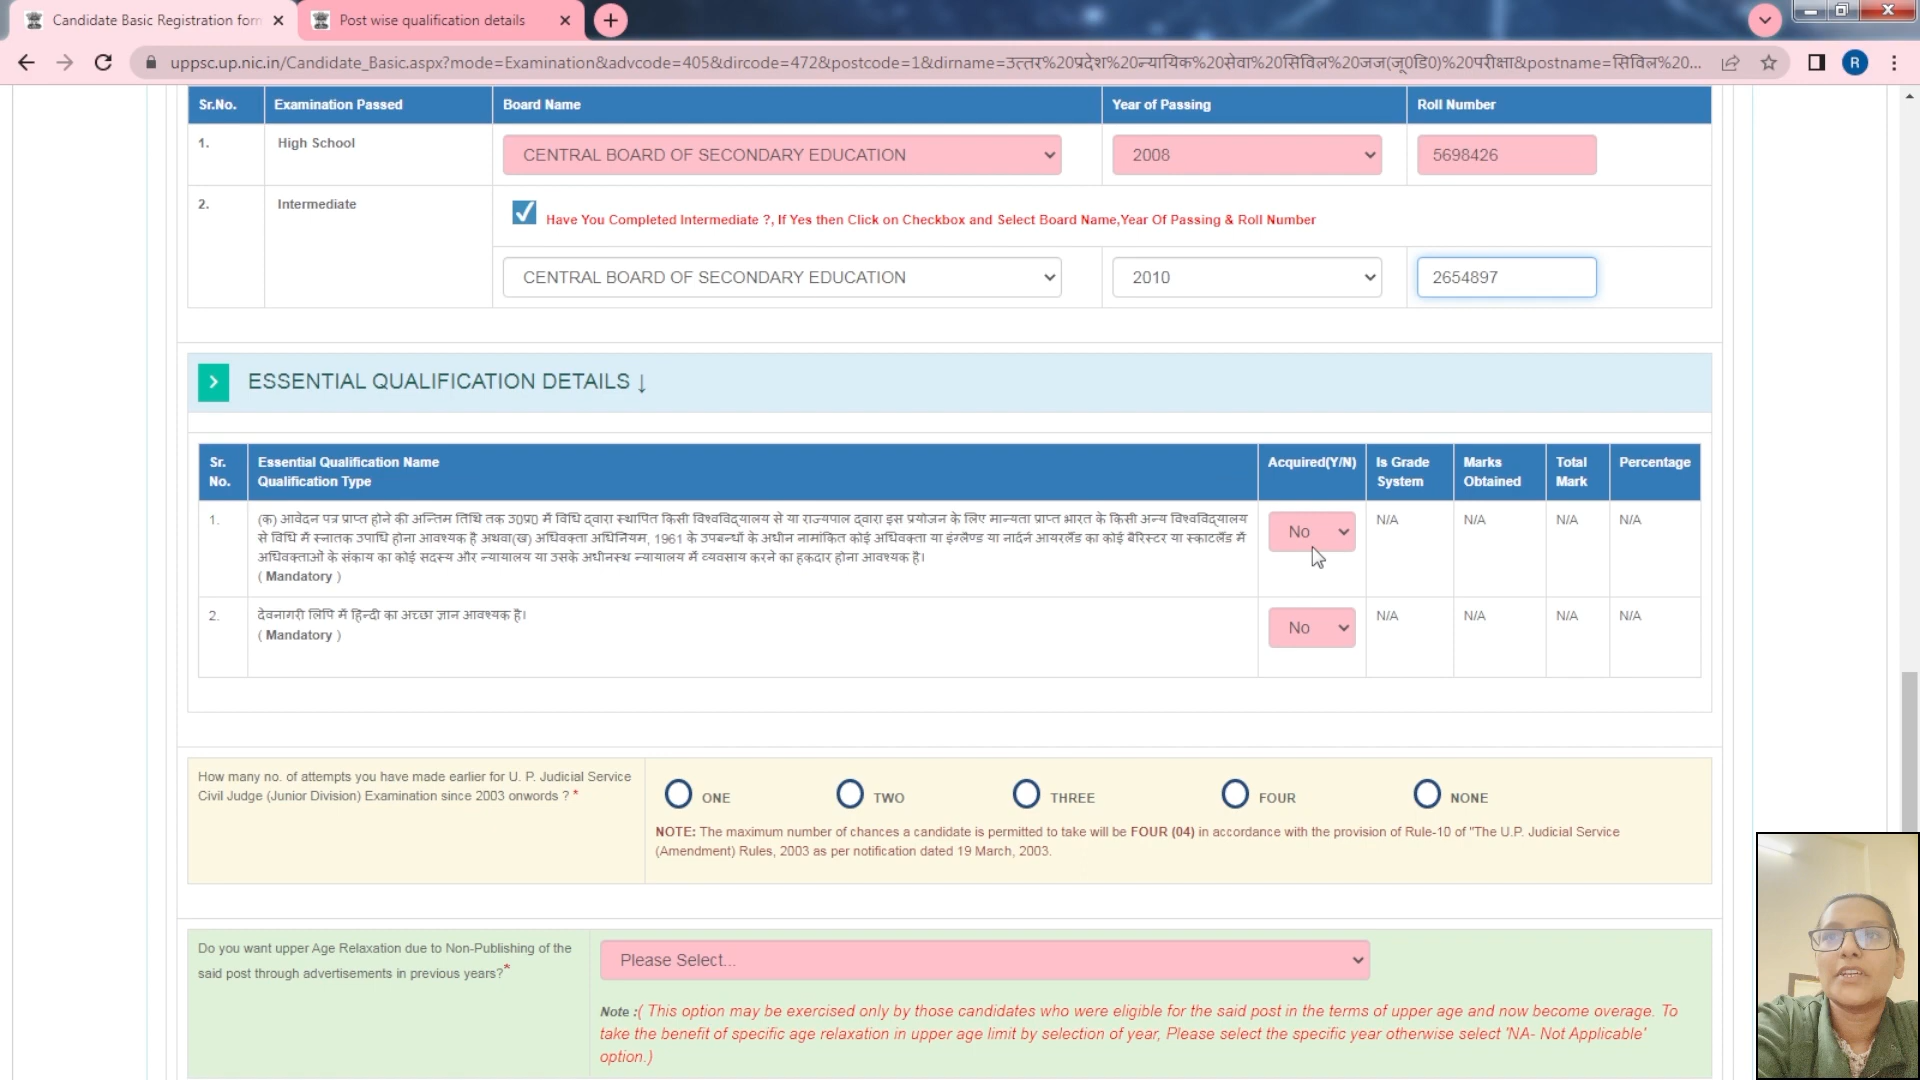 Candidate Basic Registration forn
Post wise qualification details
uppsc.up.nic.in/Candidate_Basic.aspx?mode=Examination&advcode=405&dircode=472&postcode=1&dirname=उत्तर%20प्रदेश%20न्यायिक%20सेवा%20सिविल%20जज(जू0डि0)%20परीक्षा&postname=सिविल%20...
R
Sr.No. Examination Passed Board Name Year of Passing Roll Number
1. High School CENTRAL BOARD OF SECONDARY EDUCATION 2008 5698426
2. Intermediate Have You Completed Intermediate ?, If Yes then Click on Checkbox and Select Board Name,Year Of Passing & Roll Number
CENTRAL BOARD OF SECONDARY EDUCATION 2010 2654897
ESSENTIAL QUALIFICATION DETAILS ↓
Sr. No. Essential Qualification Name Qualification Type Acquired(Y/N) Is Grade System Marks Obtained Total Mark Percentage
1. (क) आवेदन पत्र प्राप्त होने की अन्तिम तिथि तक उ0प्र0 में विधि द्वारा स्थापित किसी विश्वविद्यालय से या राज्यपाल द्वारा इस प्रयोजन के लिए मान्यता प्राप्त भारत के किसी अन्य विश्वविद्यालय
से विधि में स्नातक उपाधि होना आवश्यक है अथवा(ख) अधिवक्ता अधिनियम, 1961 के उपबन्धों के अधीन नामांकित कोई अधिवक्ता या इंग्लैण्ड या नार्दर्न आयरलैंड का कोई बैरिस्टर या स्काटलैंड में
अधिवक्ताओं के संकाय का कोई सदस्य और न्यायालय या उसके अधीनस्थ न्यायालय में व्यवसाय करने का हकदार होना आवश्यक है।
( Mandatory )
No N/A N/A N/A N/A
2. देवनागरी लिपि में हिन्दी का अच्छा ज्ञान आवश्यक है।
( Mandatory )
No N/A N/A N/A N/A
How many no. of attempts you have made earlier for U. P. Judicial Service
Civil Judge (Junior Division) Examination since 2003 onwords ? *
ONE TWO THREE FOUR NONE
NOTE: The maximum number of chances a candidate is permitted to take will be FOUR (04) in accordance with the provision of Rule-10 of "The U.P. Judicial Service
(Amendment) Rules, 2003 as per notification dated 19 March, 2003.
Do you want upper Age Relaxation due to Non-Publishing of the
said post through advertisements in previous years?*
Please Select...
Note :( This option may be exercised only by those candidates who were eligible for the said post in the terms of upper age and now become overage. To
take the benefit of specific age relaxation in upper age limit by selection of year, Please select the specific year otherwise select 'NA- Not Applicable'
option.)